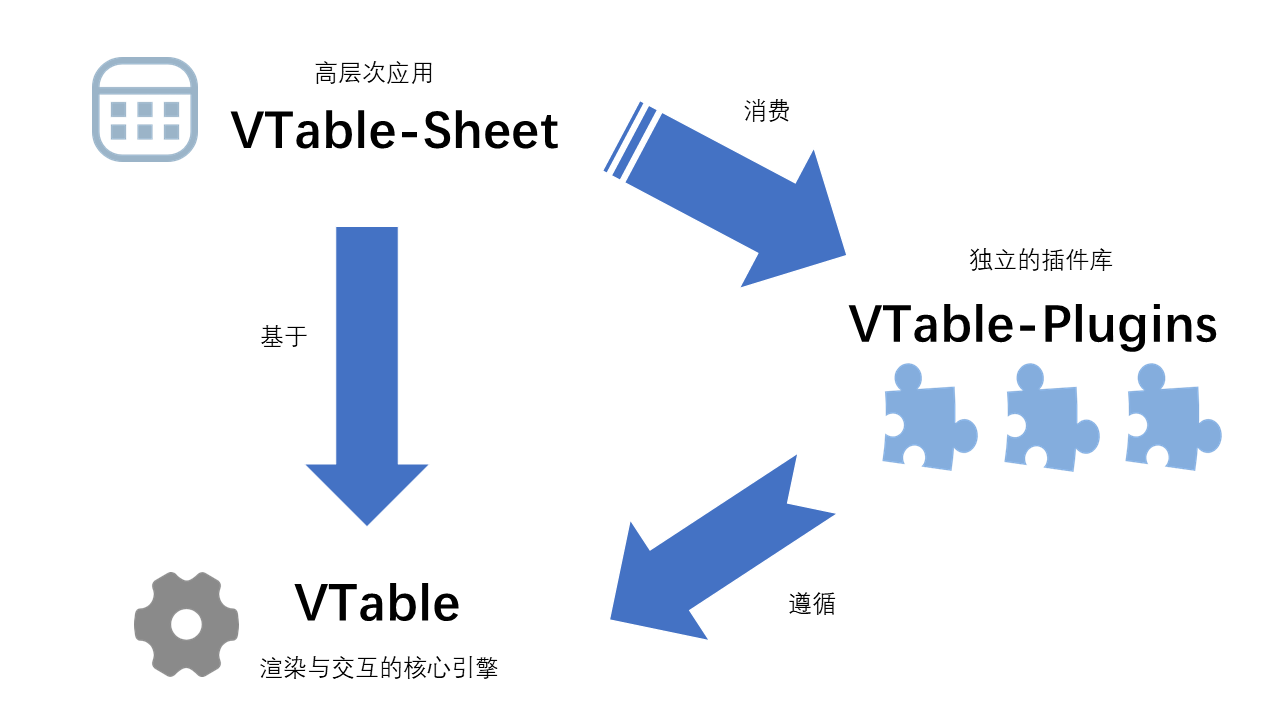 高层次应用
VTable-Sheet
消费
独立的插件库
VTable-Plugins
基于
遵循
VTable
渲染与交互的核心引擎